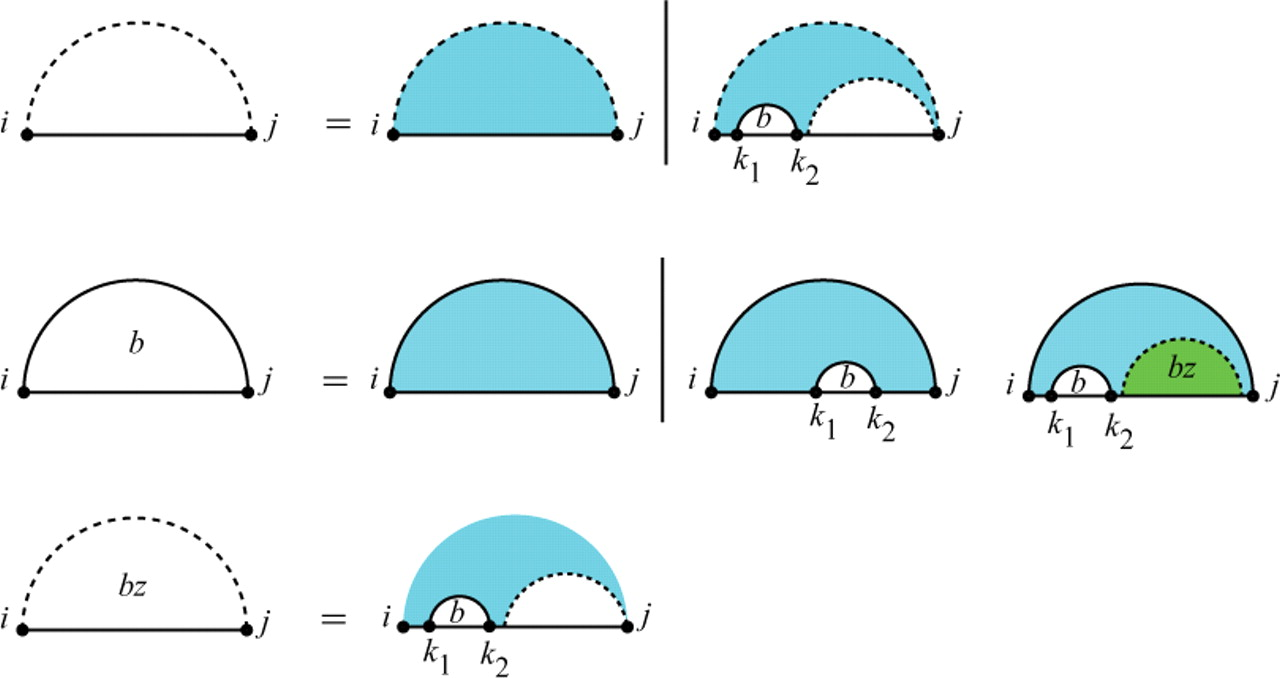 i j = i j | i b j
k1 k2
b
i j = i j | i b j i b bz j
k1 k2 k1 k2
bz
i j = i b j
k1 k2